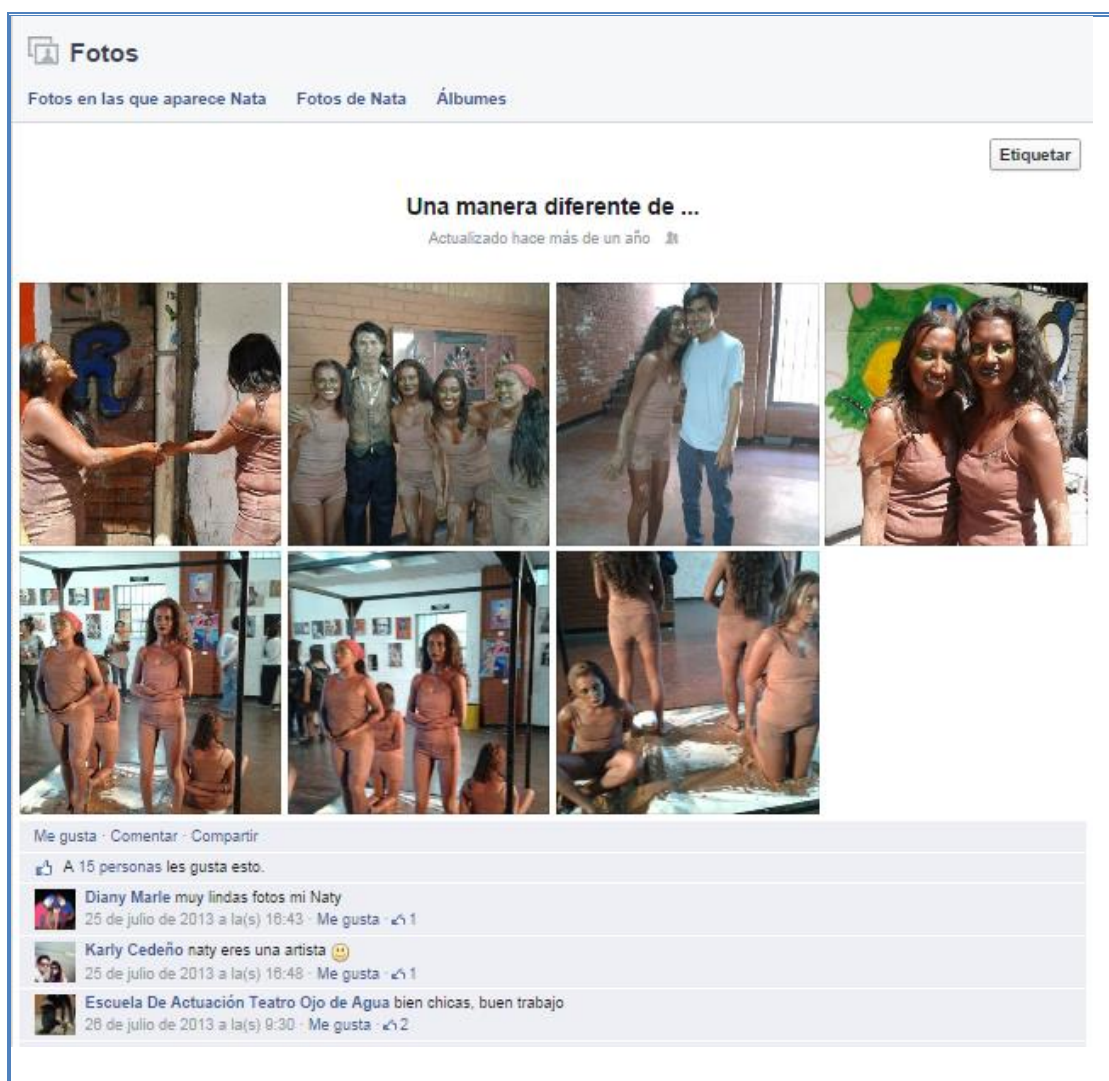 Fotos
Fotos en las que aparece Nata Fotos de Nata Álbumes
Etiquetar
Una manera diferente de ...
Actualizado hace más de un año
R
Me gusta · Comentar · Compartir
A 15 personas les gusta esto.
Diany Marle muy lindas fotos mi Naty
25 de julio de 2013 a la(s) 16:43 · Me gusta · 1
Karly Cedeño naty eres una artista
25 de julio de 2013 a la(s) 16:48 · Me gusta · 1
Escuela De Actuación Teatro Ojo de Agua bien chicas, buen trabajo
26 de julio de 2013 a la(s) 9:30 · Me gusta · 2